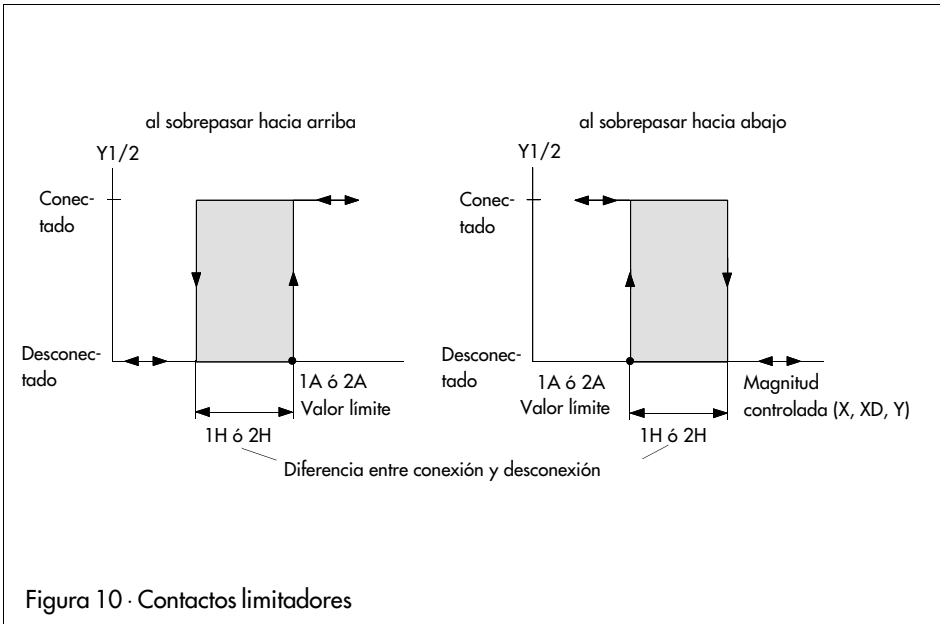 al sobrepasar hacia arriba
Y1/2
Conec-
tado
Desconec-
tado
1A ó 2A
Valor límite
1H ó 2H
al sobrepasar hacia abajo
Y1/2
Conec-
tado
Desconec-
tado
1A ó 2A
Valor límite
1H ó 2H
Magnitud
controlada (X, XD, Y)
Diferencia entre conexión y desconexión
Figura 10 · Contactos limitadores